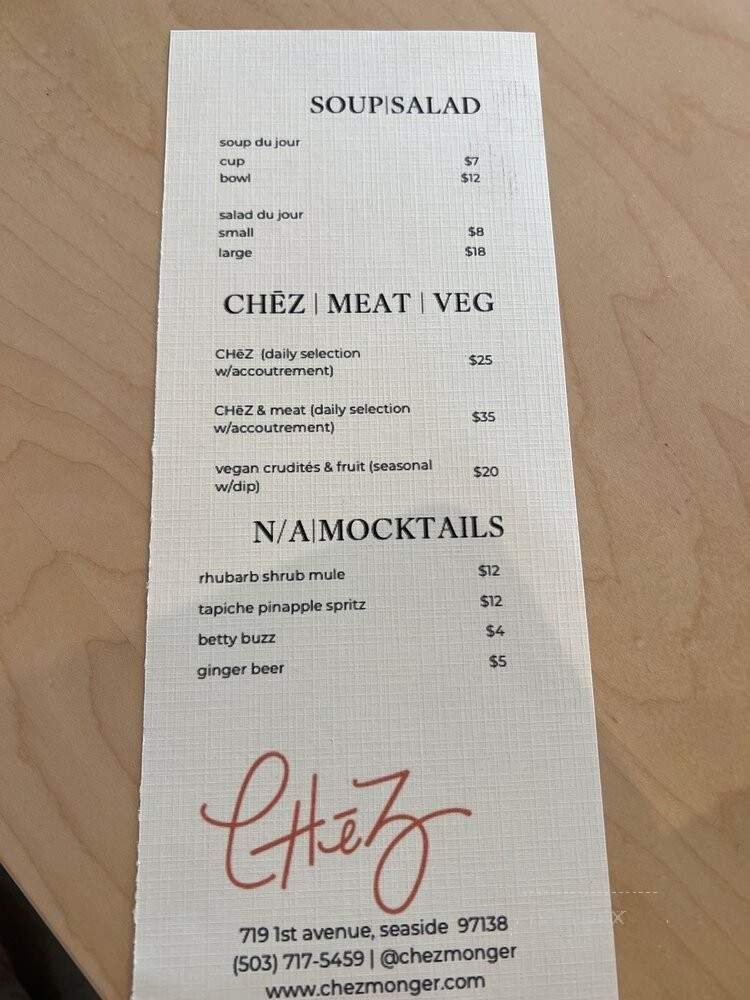 SOUP|SALAD
soup du jour
cup $7
bowl $12
salad du jour
small $8
large $18
CHĒZ | MEAT | VEG
CHēZ (daily selection $25
w/accoutrement)
CHēZ & meat (daily selection $35
w/accoutrement)
vegan crudités & fruit (seasonal $20
w/dip)
N/A|MOCKTAILS
rhubarb shrub mule $12
tapiche pinapple spritz $12
betty buzz $4
ginger beer $5
CHēZ
719 1st avenue, seaside 97138
(503) 717-5459 | @chezmonger
www.chezmonger.com